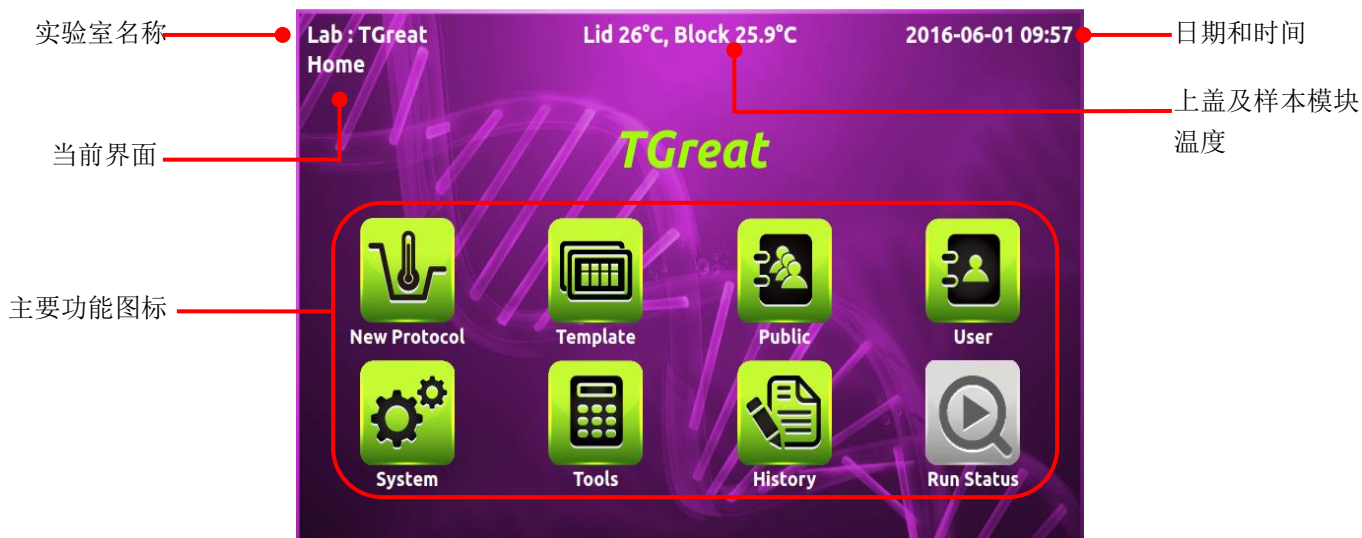 实验室名称
Lab : TGreat
Lid 26°C, Block 25.9°C
2016-06-01 09:57
日期和时间
Home
上盖及样本模块
温度
当前界面
TGreat
主要功能图标
New Protocol
Template
Public
User
System
Tools
History
Run Status